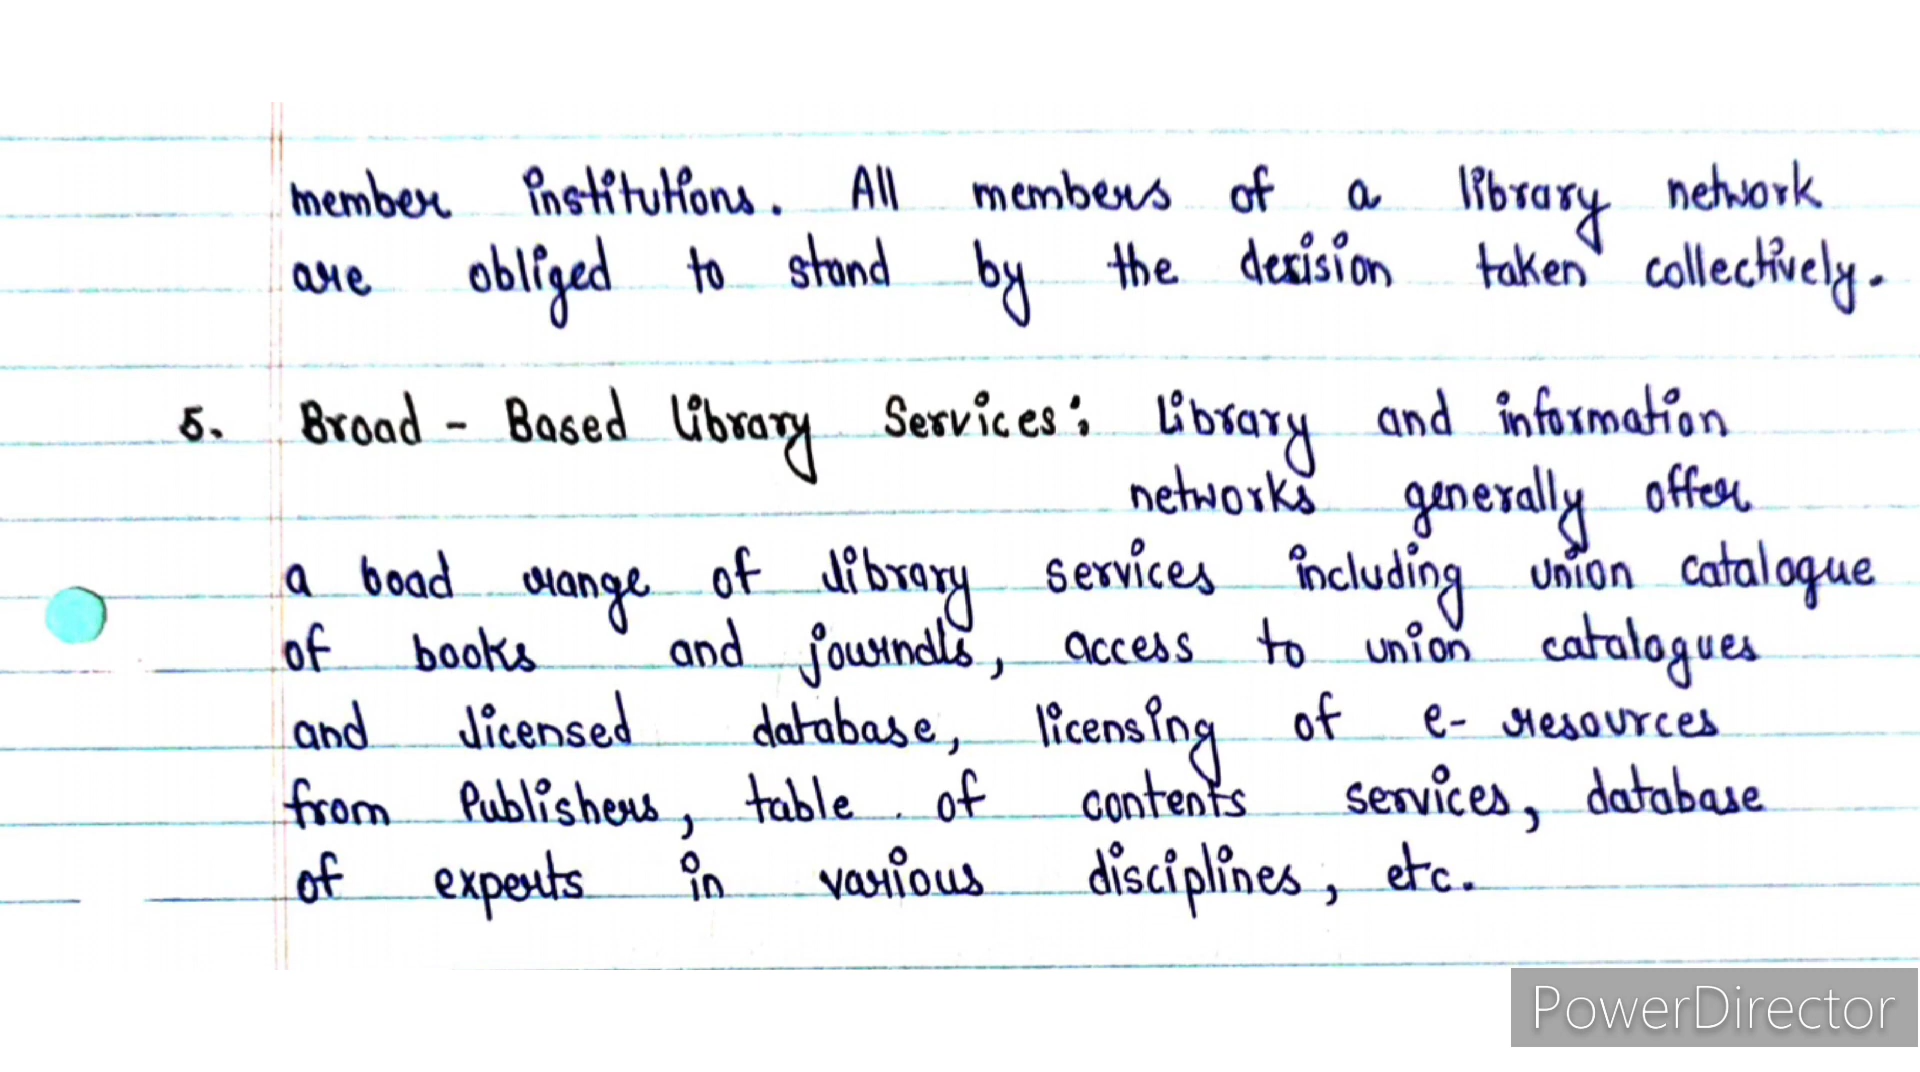 member institutions. All members of a library network
are obliged to stand by the decision taken collectively.
5. Broad - Based Library Services: Library and information
networks generally offer
a boad range of library services including union catalogue
of books and journals, access to union catalogues
and licensed database, licensing of e- resources
from Publishers, table of contents services, database
of experts in various disciplines, etc.
PowerDirector